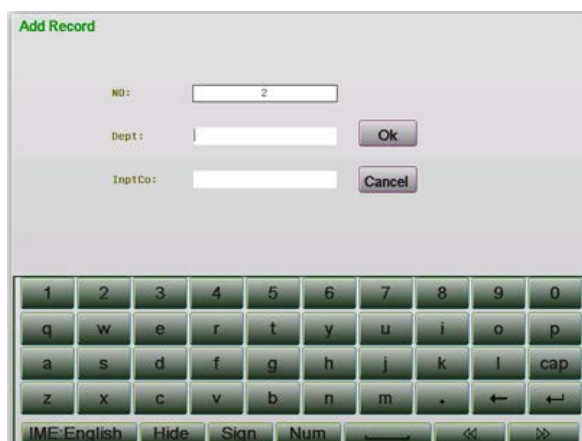 Add Record
NO: 2
Dept: Ok
InptCo: Cancel
1 2 3 4 5 6 7 8 9 0
q w e r t y u i o p
a s d f g h j k l cap
z x c v b n m . ← ↵
IME:English Hide Sign Num « »